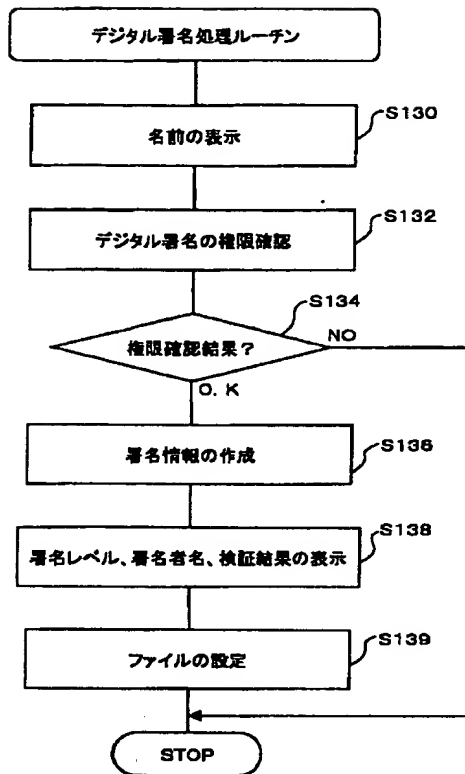 デジタル署名処理ルーチン
S130
名前の表示
S132
デジタル署名の権限確認
S134
権限確認結果？
NO
O. K
S136
署名情報の作成
S138
署名レベル、署名者名、検証結果の表示
S139
ファイルの設定
STOP